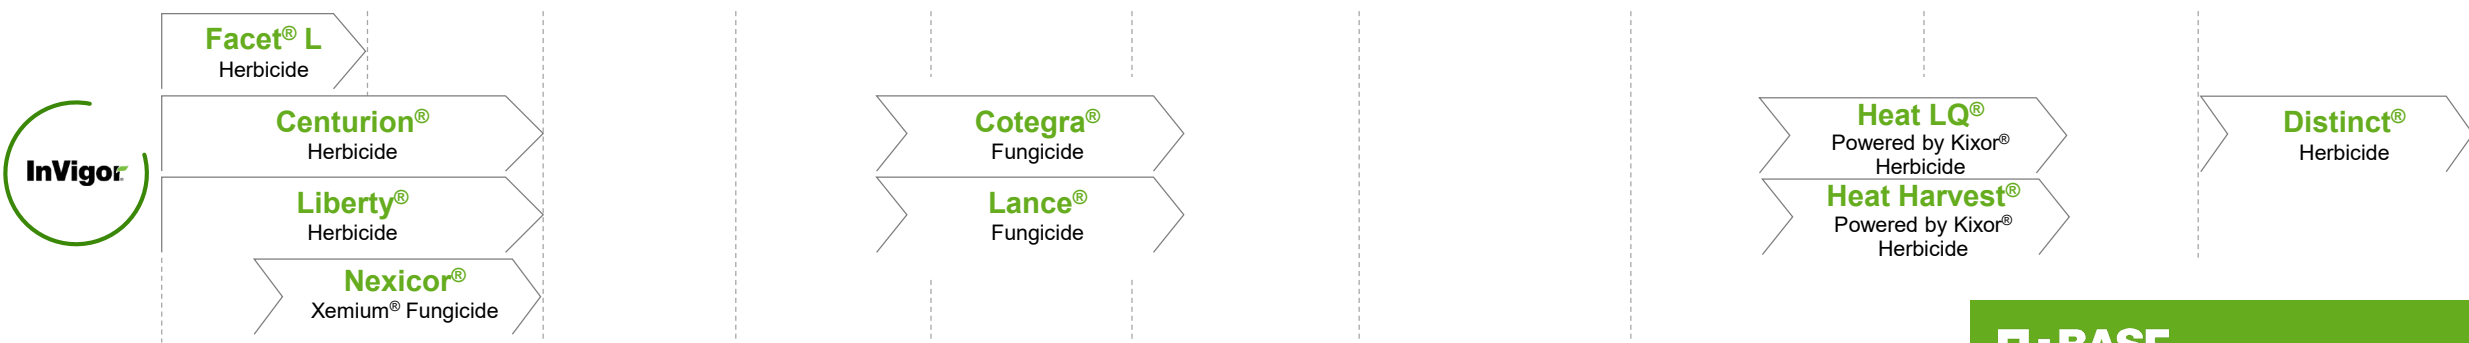 Facet® L
Herbicide
InVigor
Centurion®
Herbicide
Liberty®
Herbicide
Nexicor®
Xemium® Fungicide
Cotegra®
Fungicide
Lance®
Fungicide
Heat LQ®
Powered by Kixor®
Herbicide
Heat Harvest®
Powered by Kixor®
Herbicide
Distinct®
Herbicide
BASF